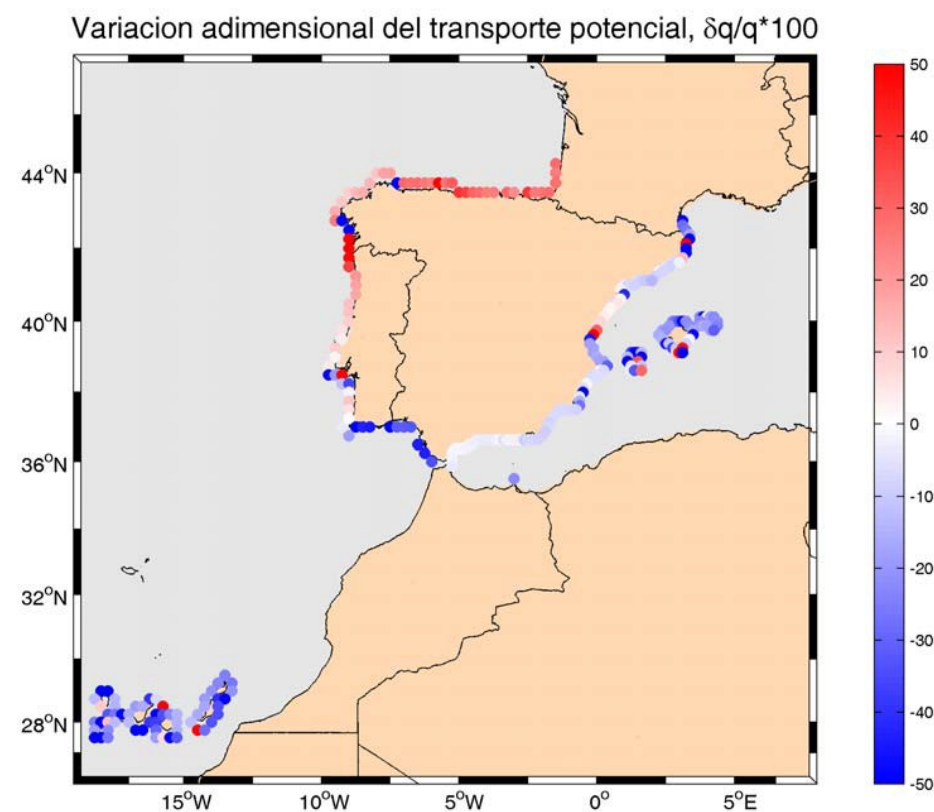 Variacion adimensional del transporte potencial, δq/q*100
44°N
40°N
36°N
32°N
28°N
15°W
10°W
5°W
0°
5°E
50
40
30
20
10
0
-10
-20
-30
-40
-50